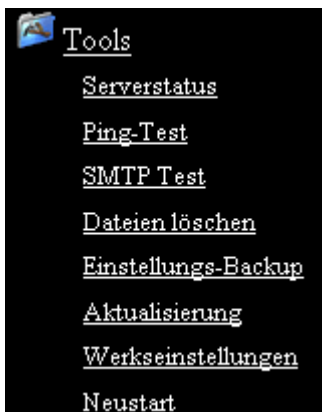 Tools
Serverstatus
Ping-Test
SMTP Test
Dateien löschen
Einstellungs-Backup
Aktualisierung
Werkseinstellungen
Neustart